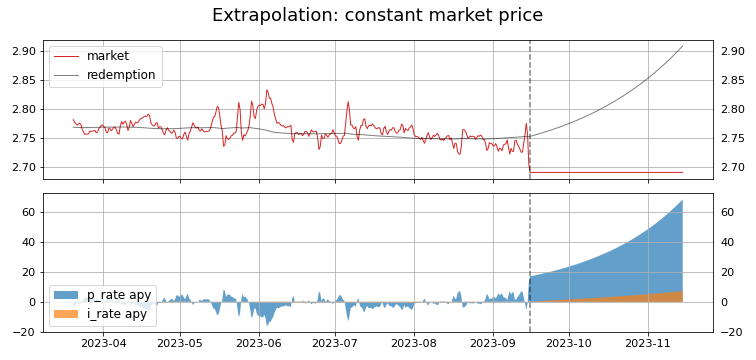 Extrapolation: constant market price
2.90 2.90
2.85 2.85
2.80 2.80
2.75 2.75
2.70 2.70
market
redemption
60 60
40 40
20 20
0 0
−20 −20
p_rate apy
i_rate apy
2023-04 2023-05 2023-06 2023-07 2023-08 2023-09 2023-10 2023-11